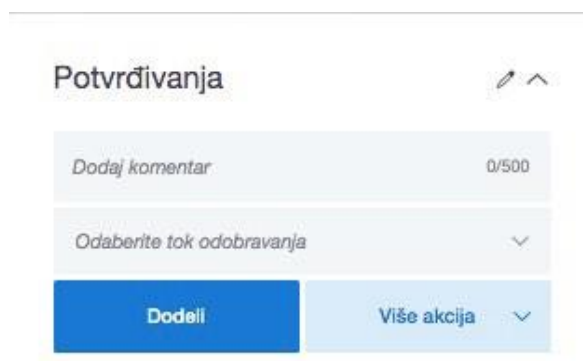 Potvrđivanja
Dodaj komentar 0/500
Odaberite tok odobravanja
Dodeli Više akcija